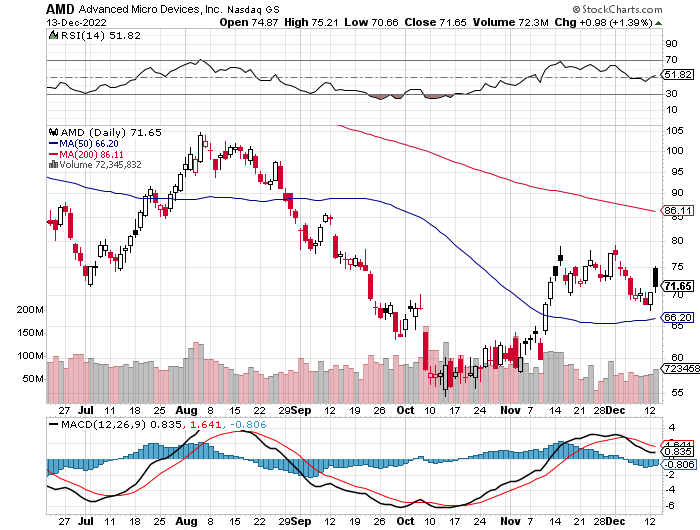 AMD Advanced Micro Devices, Inc. Nasdaq GS © StockCharts.com
13-Dec-2022 Open 74.87 High 75.21 Low 70.66 Close 71.65 Volume 72.3M Chg +0.98 (+1.39%)
RSI(14) 51.82
90
70
51.82
30
10
AMD (Daily) 71.65
MA(50) 66.20
MA(200) 86.11
Volume 72,345,832
105
100
95
90
86.11
80
75
71.65
70
66.20
65
60
723458
55
200M
150M
100M
50M
27 Jul 11 18 25 Aug 8 15 22 29 Sep 12 19 26 Oct 10 17 24 Nov 7 14 21 28 Dec 12
MACD(12,26,9) 0.835, 1.641, -0.806
4
1.641
0.835
-0.806
-2
-4
-6
27 Jul 11 18 25 Aug 8 15 22 29 Sep 12 19 26 Oct 10 17 24 Nov 7 14 21 28 Dec 12